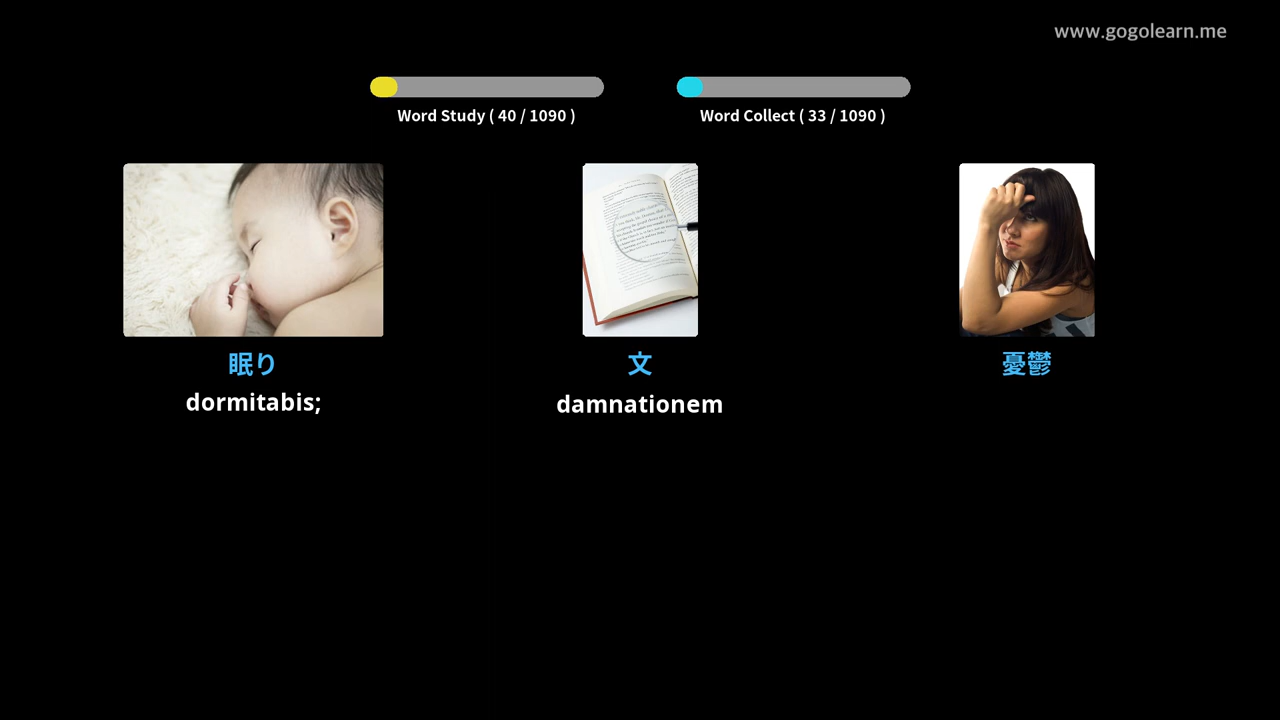 www.gogolearn.me
Word Study ( 40 / 1090 )
Word Collect ( 33 / 1090 )
眠り
文
憂鬱
dormitabis;
damnationem